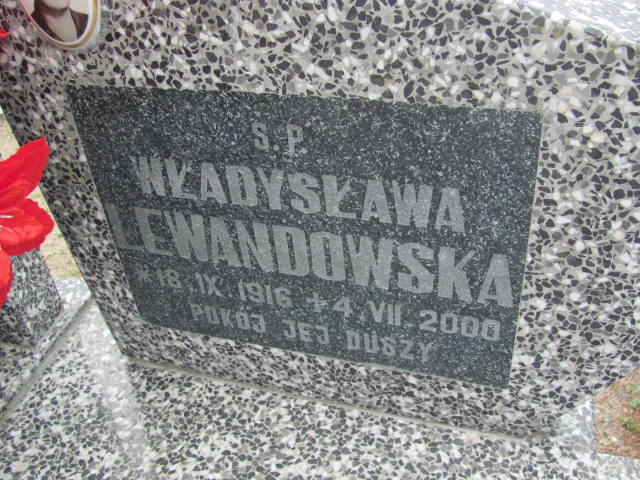 Ś.P.
WŁADYSŁAWA
LEWANDOWSKA
*18.IX.1916 +4.VII.2000
POKÓJ JEJ DUSZY